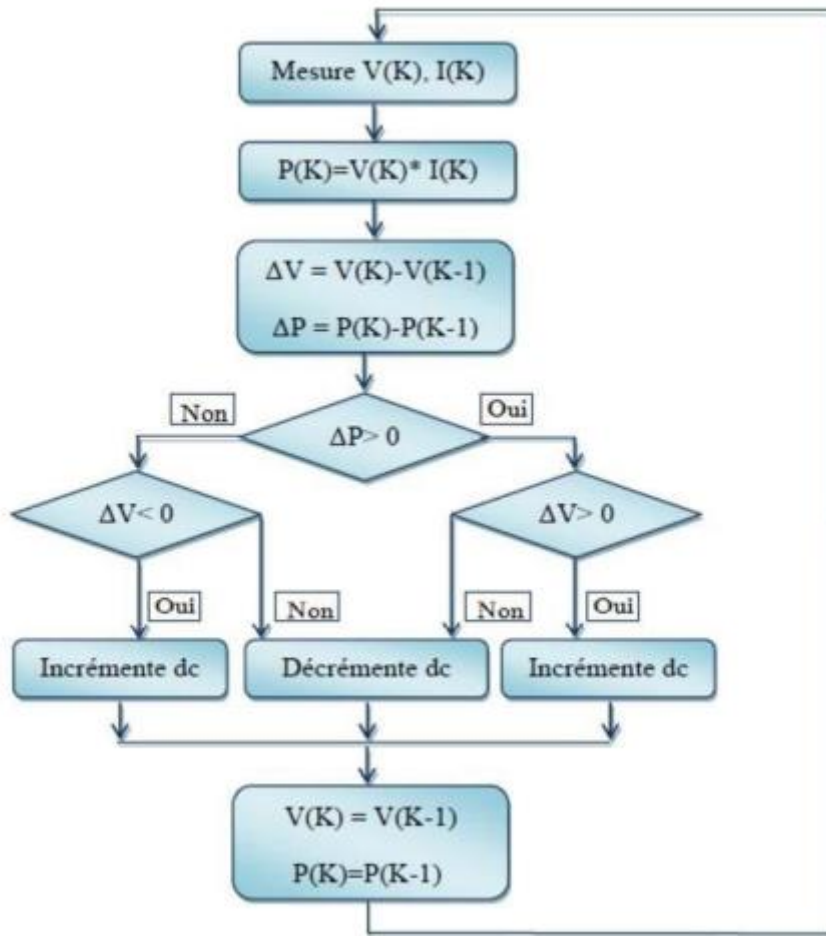 Mesure V(K), I(K)
P(K)=V(K)* I(K)
ΔV = V(K)-V(K-1)
ΔP = P(K)-P(K-1)
Non
Oui
ΔP> 0
ΔV< 0
ΔV> 0
Oui
Non
Non
Oui
Incrémente dc
Décrémente dc
Incrémente dc
V(K) = V(K-1)
P(K)=P(K-1)